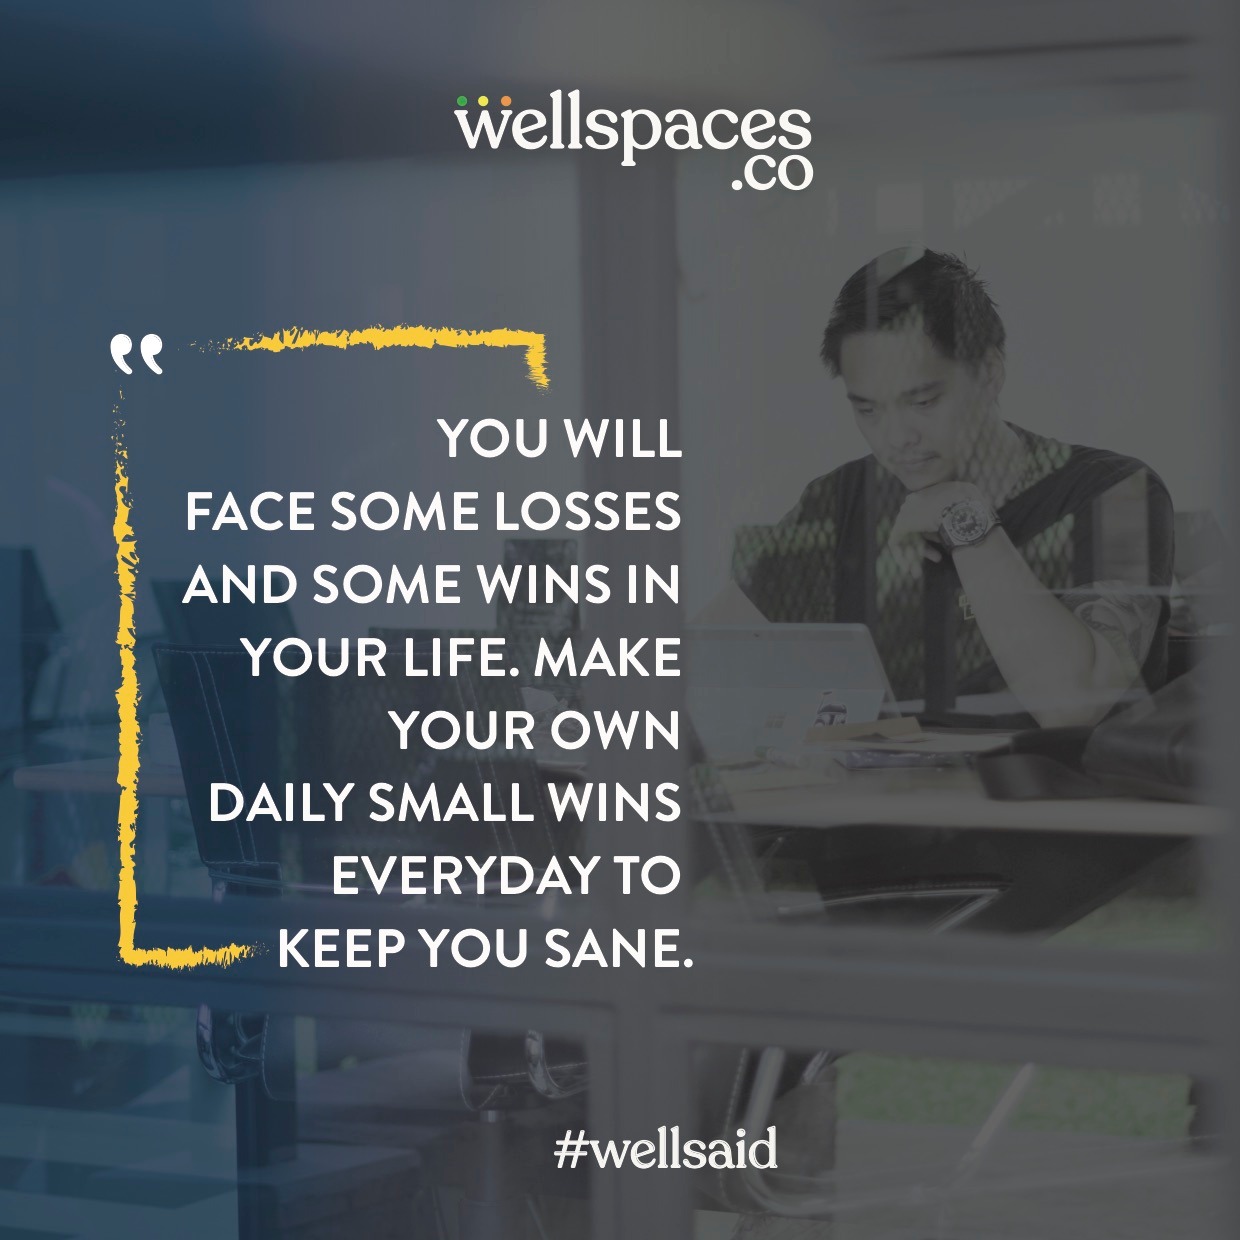 wellspaces
.co
”
YOU WILL
FACE SOME LOSSES
AND SOME WINS IN
YOUR LIFE. MAKE
YOUR OWN
DAILY SMALL WINS
EVERYDAY TO
KEEP YOU SANE.
#wellsaid